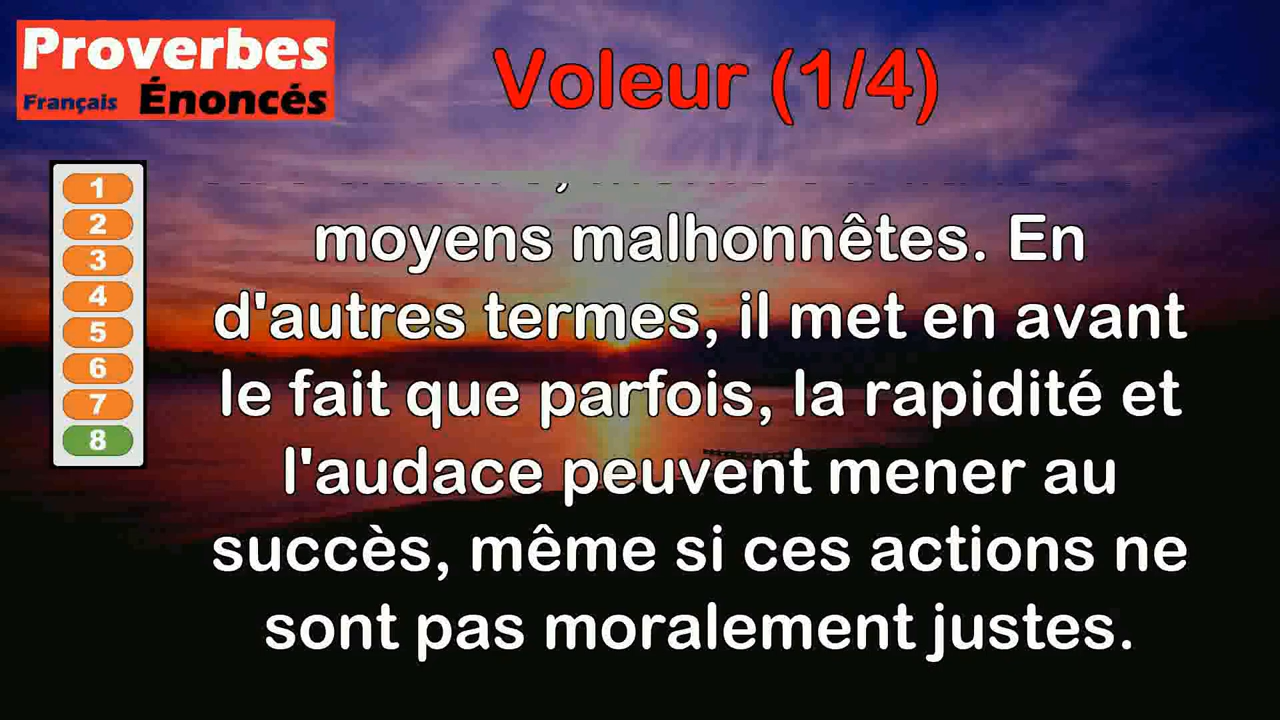 Proverbes
Français Énoncés
Voleur (1/4)
1
2
3
4
5
6
7
8
moyens malhonnêtes. En
d'autres termes, il met en avant
le fait que parfois, la rapidité et
l'audace peuvent mener au
succès, même si ces actions ne
sont pas moralement justes.